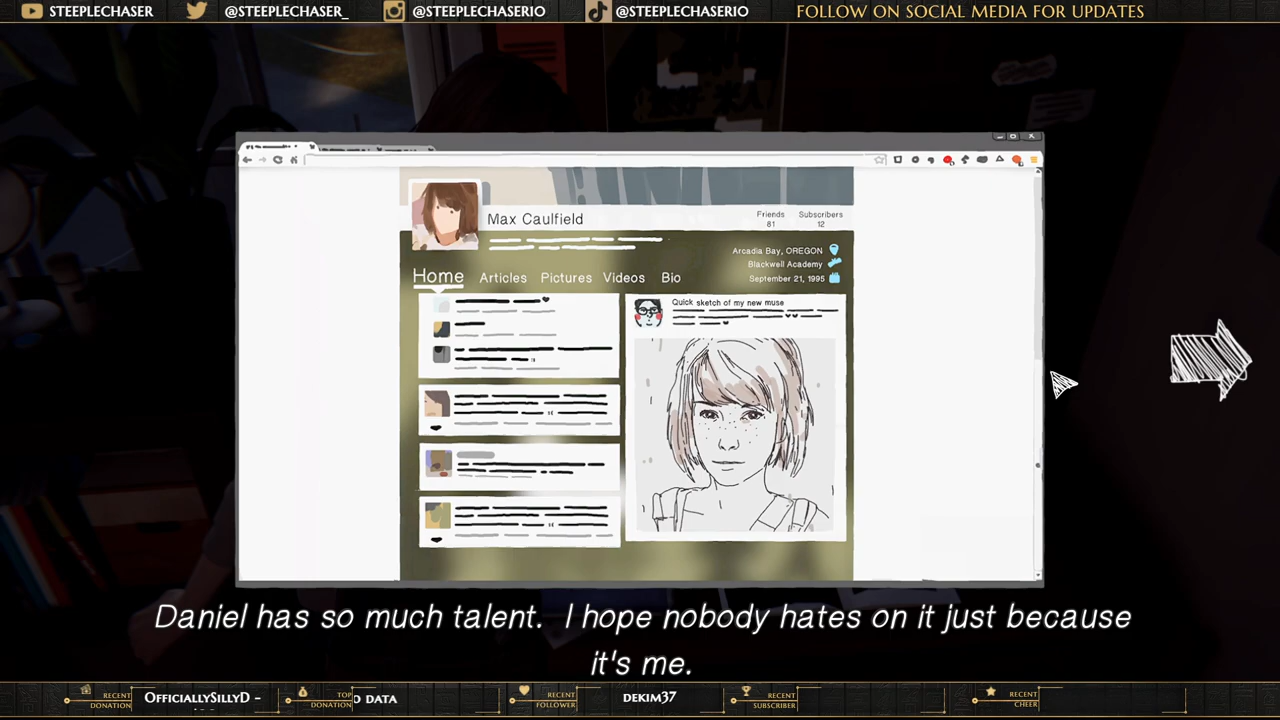 STEEPLECHASER @STEEPLECHASER_ @STEEPLECHASERIO @STEEPLECHASERIO FOLLOW ON SOCIAL MEDIA FOR UPDATES
Max Caulfield
Friends Subscribers
81 12
Arcadia Bay, OREGON
Blackwell Academy
September 21, 1995
Home Articles Pictures Videos Bio
Quick sketch of my new muse
Daniel has so much talent. I hope nobody hates on it just because
it's me.
RECENT DONATION
OFFICIALLYSILLYD -
TOP DONATION
DATA
RECENT FOLLOWER
DEKIM37
RECENT SUBSCRIBER
RECENT CHEER